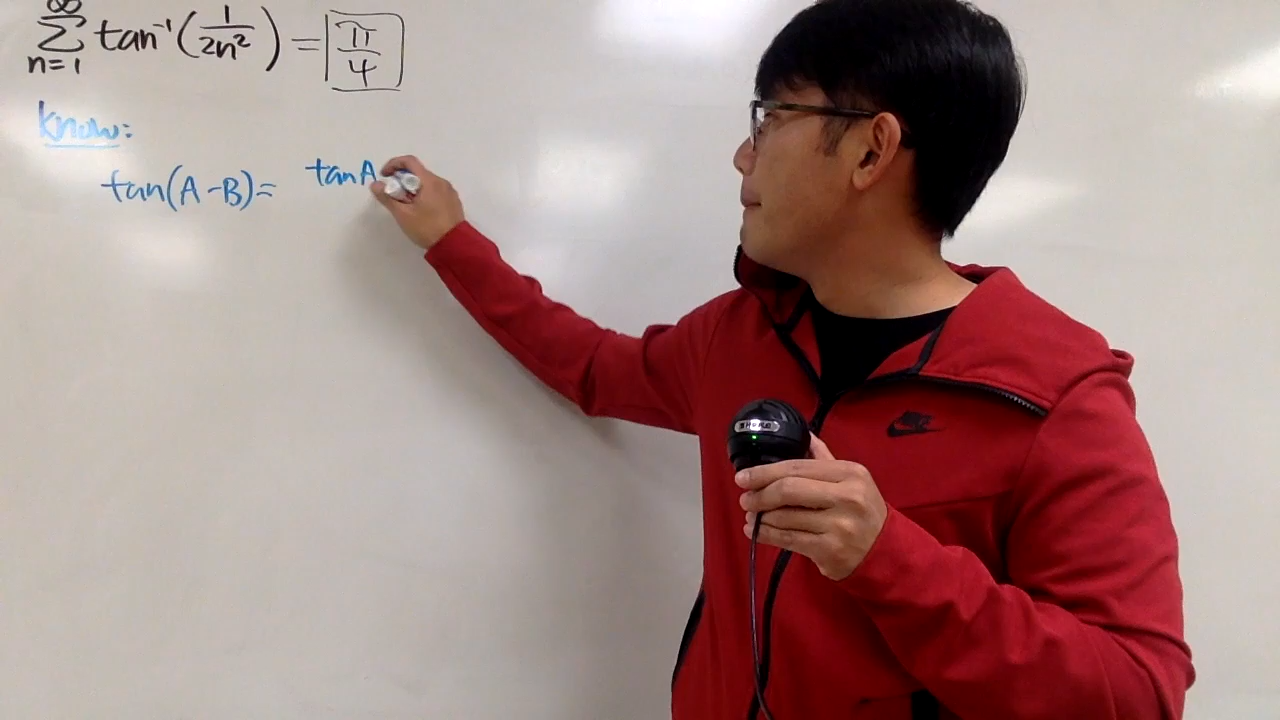 ∞
∑ tan⁻¹(1/2n²) = π/4
n=1
Know:
tan(A-B)= tanA